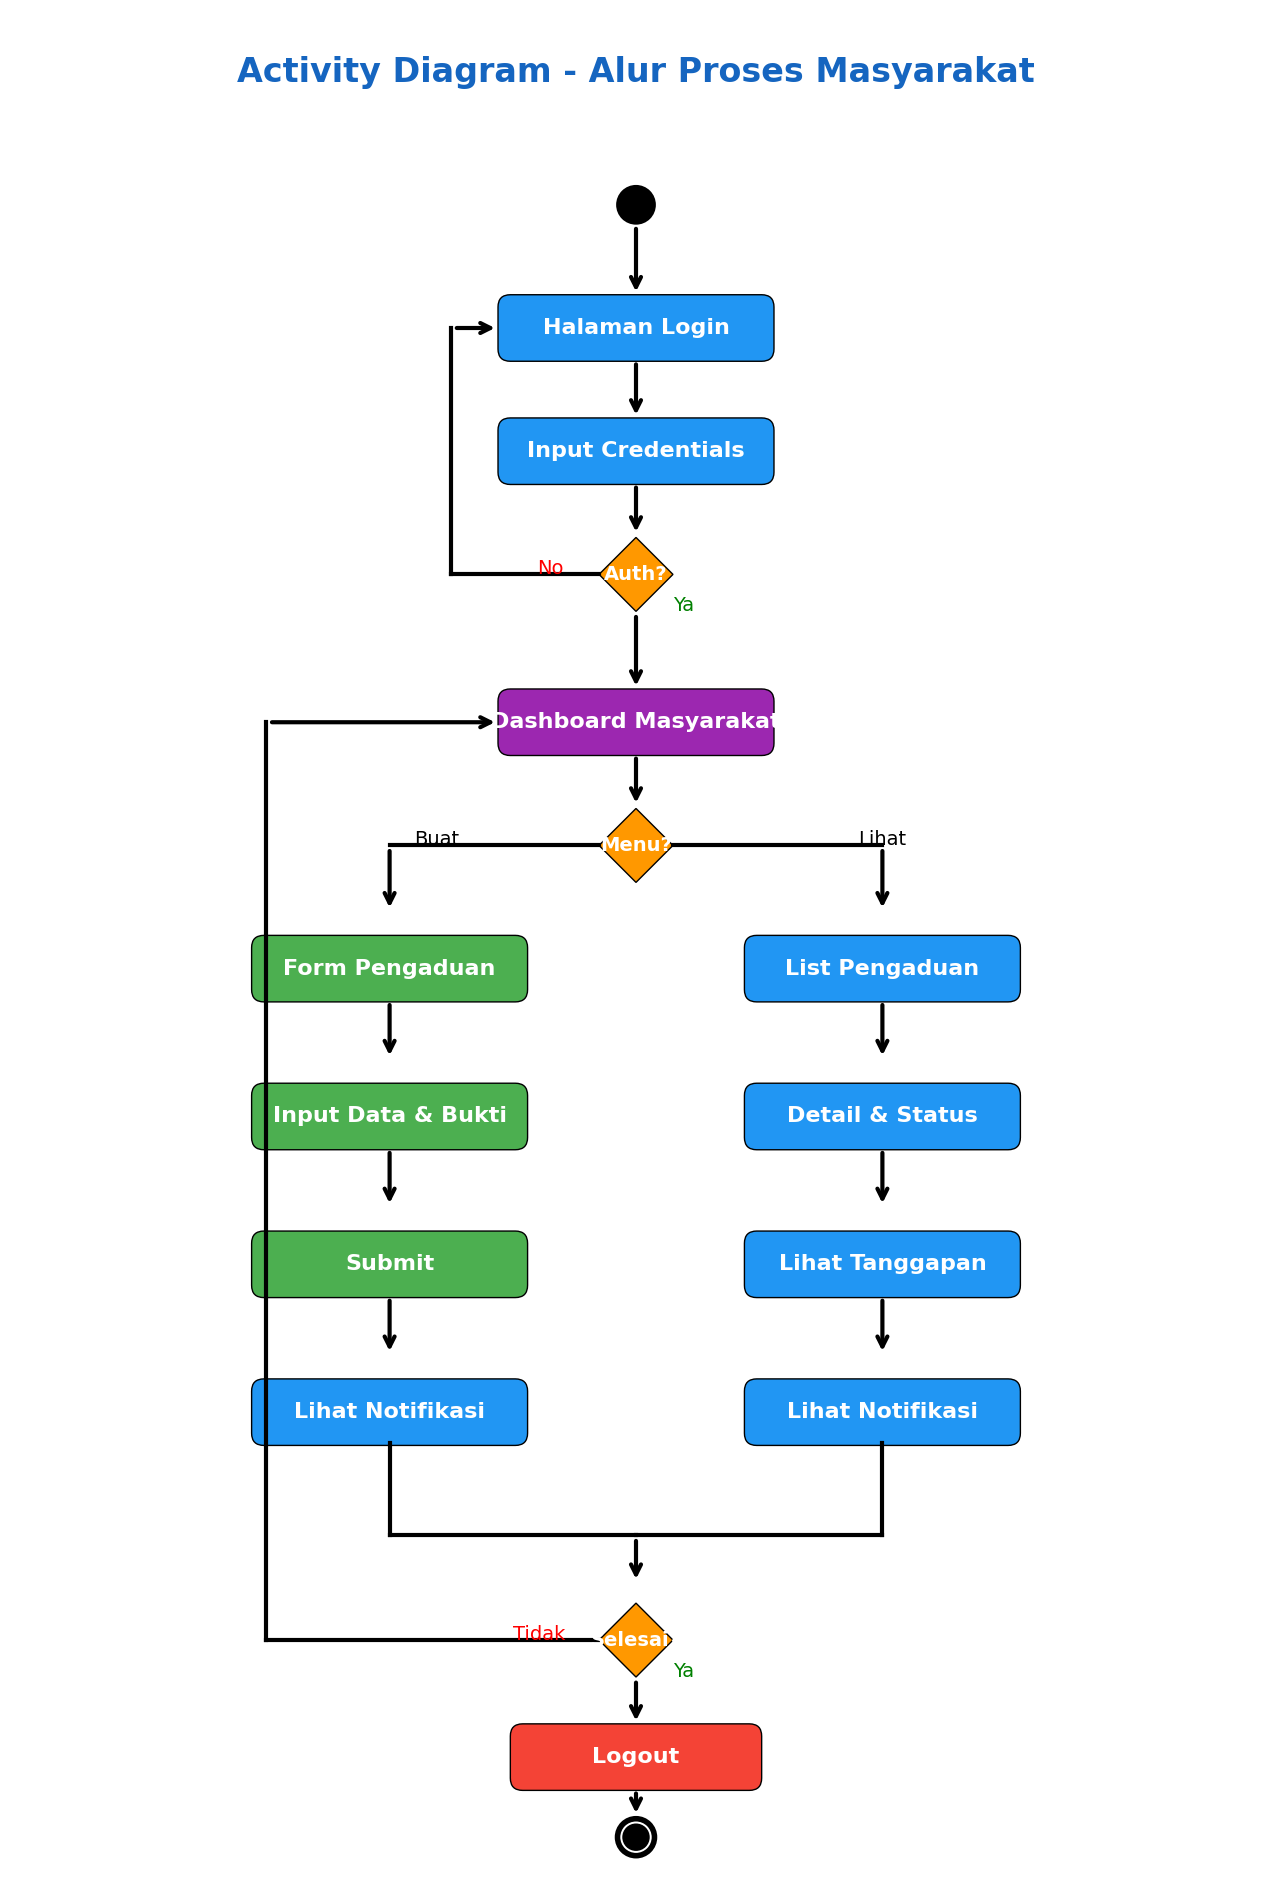 Activity Diagram - Alur Proses Masyarakat
Halaman Login
Input Credentials
No
Auth?
Ya
Dashboard Masyarakat
Buat
Menu?
Lihat
Form Pengaduan
List Pengaduan
Input Data & Bukti
Detail & Status
Submit
Lihat Tanggapan
Lihat Notifikasi
Lihat Notifikasi
Tidak
Selesai?
Ya
Logout